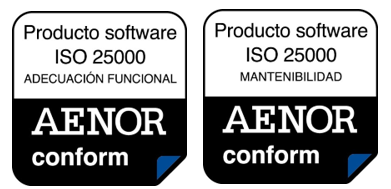 Producto software
ISO 25000
ADECUACIÓN FUNCIONAL
AENOR
conform
Producto software
ISO 25000
MANTENIBILIDAD
AENOR
conform